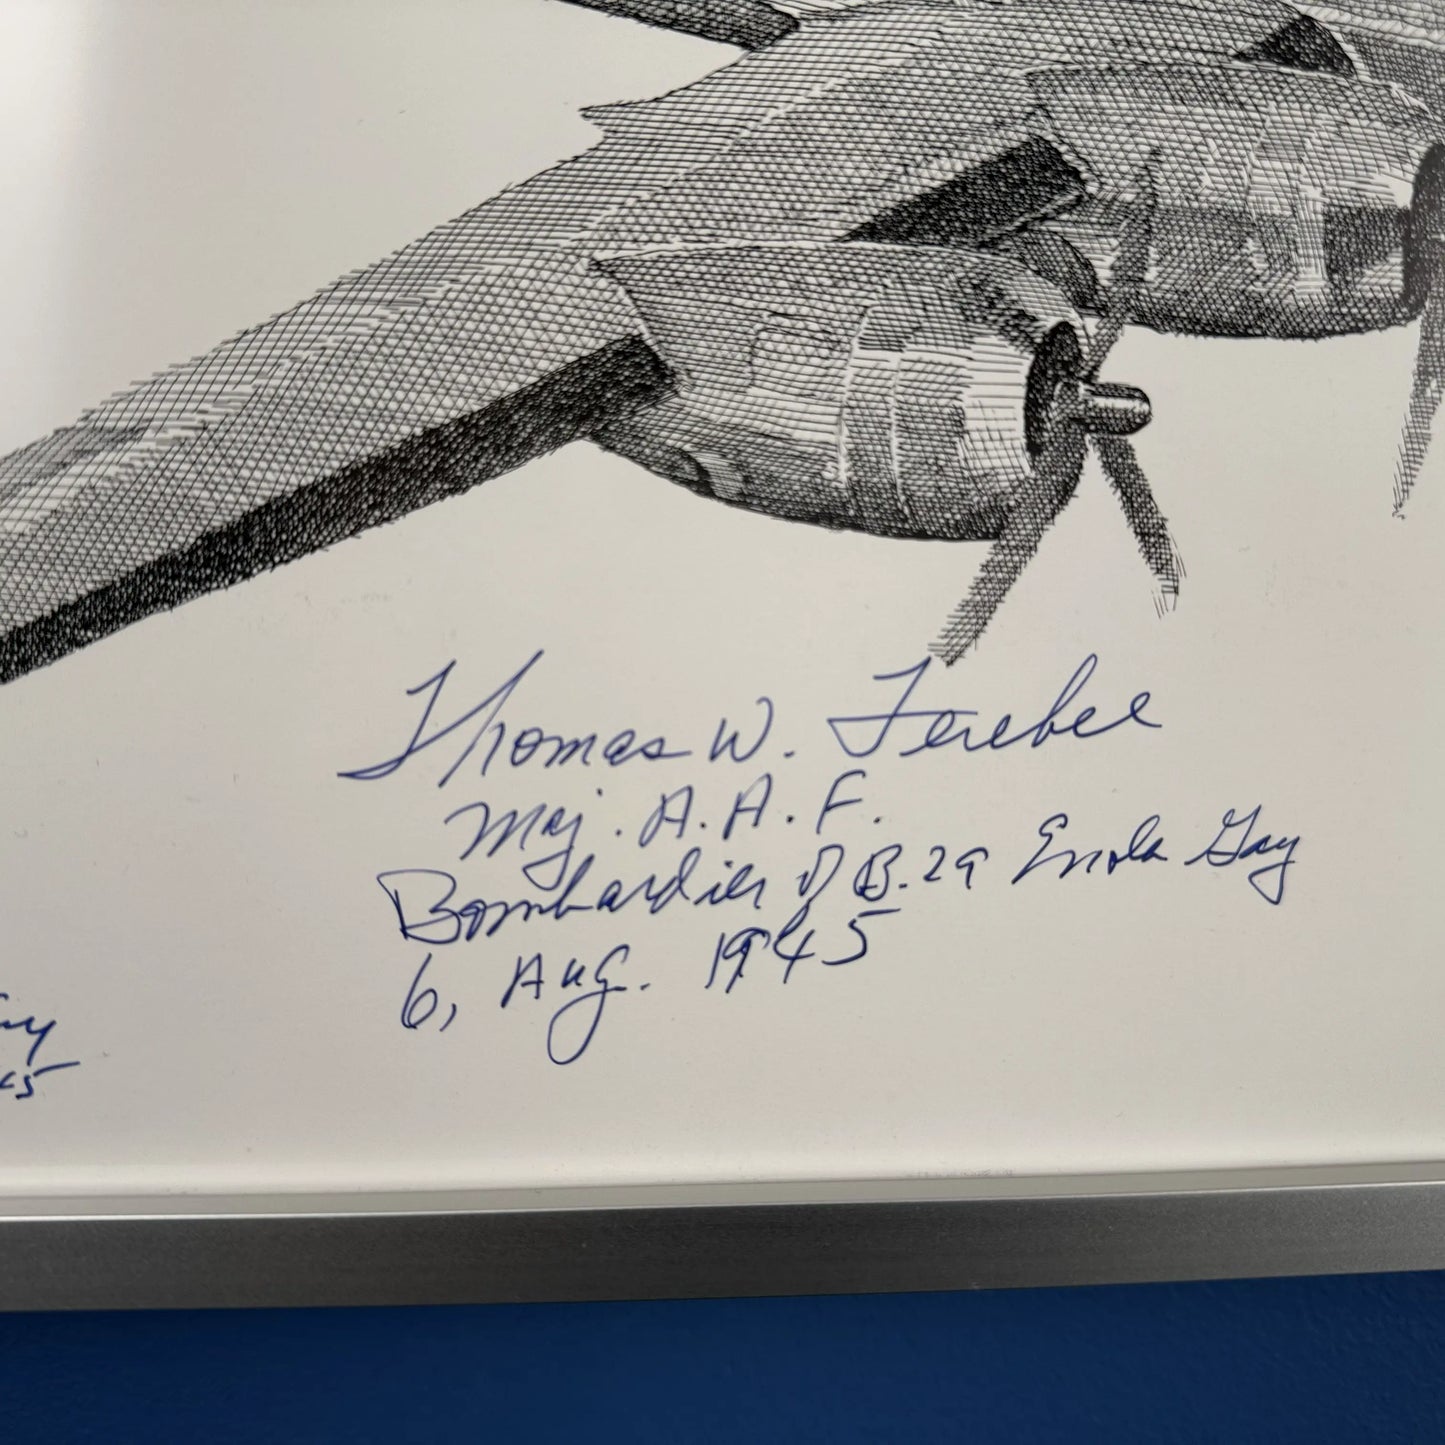 Thomas W. Ferebee
Maj. A.A.F.
Bombardier of B.29 Enola Gay
6, Aug. 1945